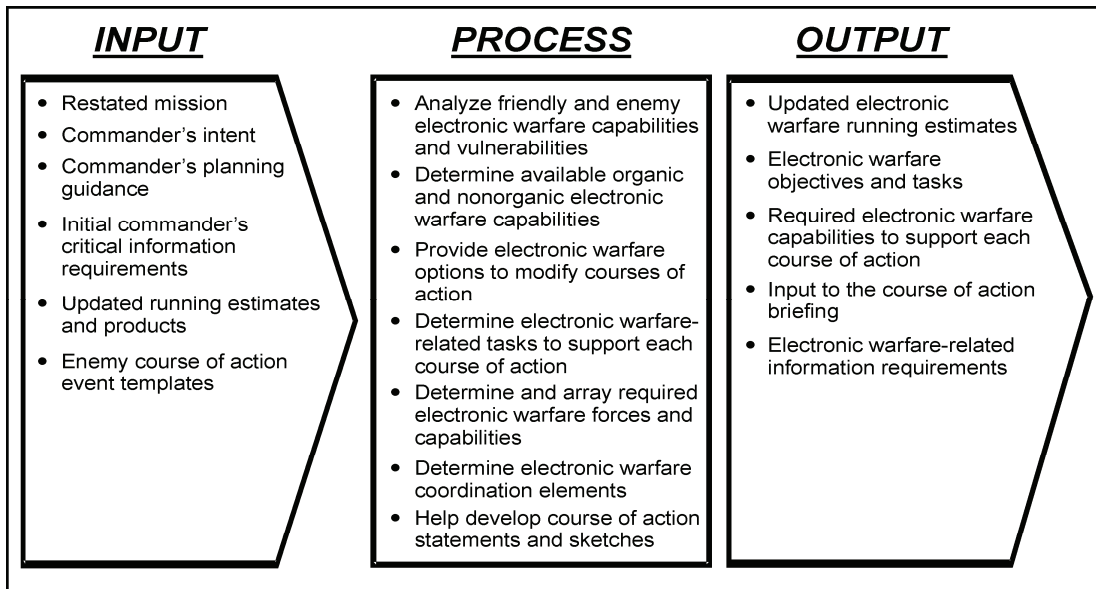 INPUT
• Restated mission
• Commander's intent
• Commander's planning
guidance
• Initial commander's
critical information
requirements
• Updated running estimates
and products
• Enemy course of action
event templates
PROCESS
• Analyze friendly and enemy
electronic warfare capabilities
and vulnerabilities
• Determine available organic
and nonorganic electronic
warfare capabilities
• Provide electronic warfare
options to modify courses of
action
• Determine electronic warfare-
related tasks to support each
course of action
• Determine and array required
electronic warfare forces and
capabilities
• Determine electronic warfare
coordination elements
• Help develop course of action
statements and sketches
OUTPUT
• Updated electronic
warfare running estimates
• Electronic warfare
objectives and tasks
• Required electronic warfare
capabilities to support each
course of action
• Input to the course of action
briefing
• Electronic warfare-related
information requirements